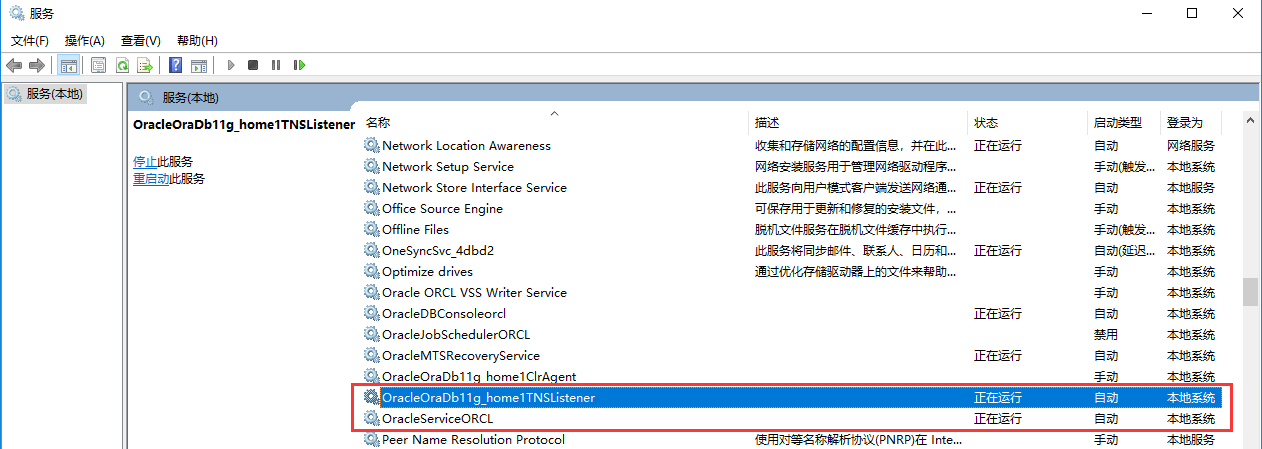 服务
文件(F) 操作(A) 查看(V) 帮助(H)
服务(本地)
服务(本地)
OracleOraDb11g_home1TNSListener
停止此服务
重启动此服务
名称 描述 状态 启动类型 登录为
Network Location Awareness 收集和存储网络的配置信息，并在此... 正在运行 自动 网络服务
Network Setup Service 网络安装服务用于管理网络驱动程序... 手动(触发... 本地系统
Network Store Interface Service 此服务向用户模式客户端发送网络通... 正在运行 自动 本地服务
Office Source Engine 可保存用于更新和修复的安装文件，... 手动 本地系统
Offline Files 脱机文件服务在脱机文件缓存中执行... 手动(触发... 本地系统
OneSyncSvc_4dbd2 此服务将同步邮件、联系人、日历和... 正在运行 自动(延迟... 本地系统
Optimize drives 通过优化存储驱动器上的文件来帮助... 手动 本地系统
Oracle ORCL VSS Writer Service 手动 本地系统
OracleDBConsoleorcl 正在运行 自动 本地系统
OracleJobSchedulerORCL 禁用 本地系统
OracleMTSRecoveryService 正在运行 自动 本地系统
OracleOraDb11g_home1ClrAgent 手动 本地系统
OracleOraDb11g_home1TNSListener 正在运行 自动 本地系统
OracleServiceORCL 正在运行 自动 本地系统
Peer Name Resolution Protocol 使用对等名称解析协议(PNRP)在 Inte... 手动 本地服务